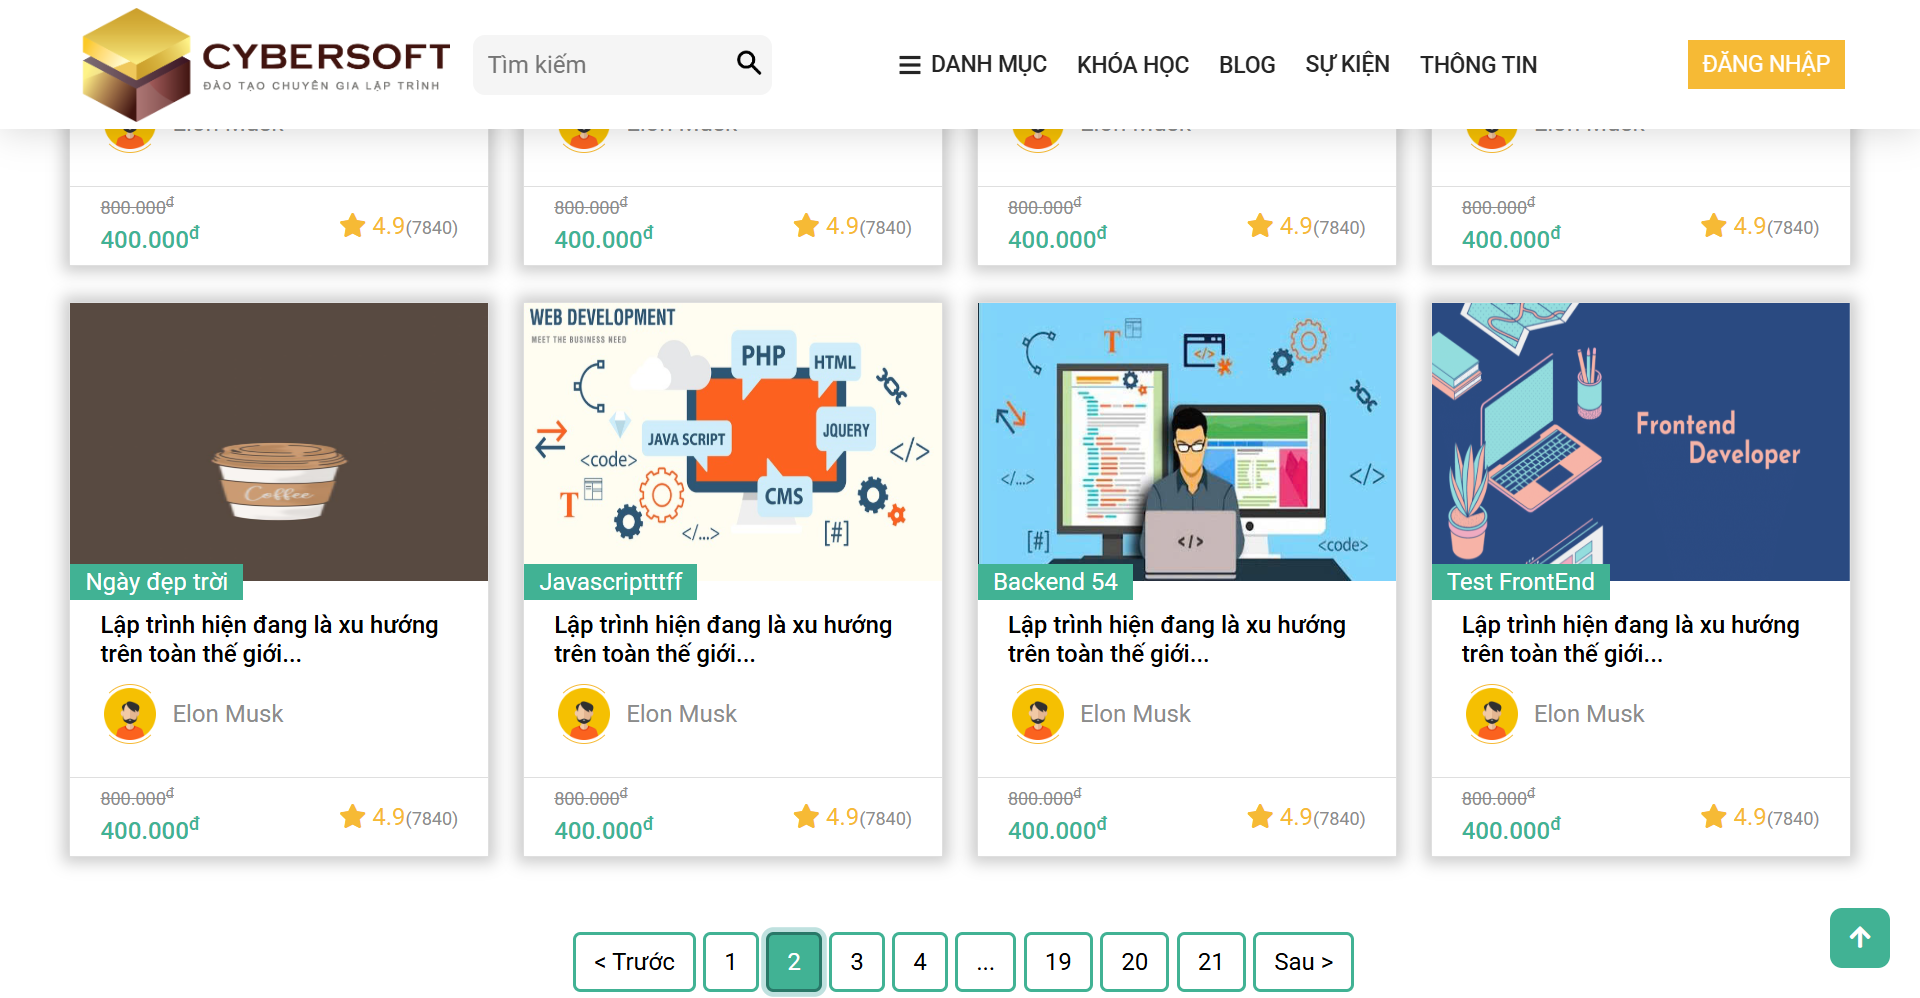 CYBERSOFT
ĐÀO TẠO CHUYÊN GIA LẬP TRÌNH
Tìm kiếm
DANH MỤC
KHÓA HỌC
BLOG
SỰ KIỆN
THÔNG TIN
ĐĂNG NHẬP
Elon Musk
Elon Musk
Elon Musk
Elon Musk
800.000đ
400.000đ
4.9(7840)
800.000đ
400.000đ
4.9(7840)
800.000đ
400.000đ
4.9(7840)
800.000đ
400.000đ
4.9(7840)
Coffee
Ngày đẹp trời
Lập trình hiện đang là xu hướng
trên toàn thế giới...
Elon Musk
800.000đ
400.000đ
4.9(7840)
WEB DEVELOPMENT
MEET THE BUSINESS NEED
PHP
HTML
JAVA SCRIPT
JQUERY
<code>
</>
CMS
T
</...>
[#]
Javascriptttff
Lập trình hiện đang là xu hướng
trên toàn thế giới...
Elon Musk
800.000đ
400.000đ
4.9(7840)
T
</>
</...>
</>
[#]
</>
<code>
Backend 54
Lập trình hiện đang là xu hướng
trên toàn thế giới...
Elon Musk
800.000đ
400.000đ
4.9(7840)
Frontend
Developer
Test FrontEnd
Lập trình hiện đang là xu hướng
trên toàn thế giới...
Elon Musk
800.000đ
400.000đ
4.9(7840)
< Trước
1
2
3
4
...
19
20
21
Sau >